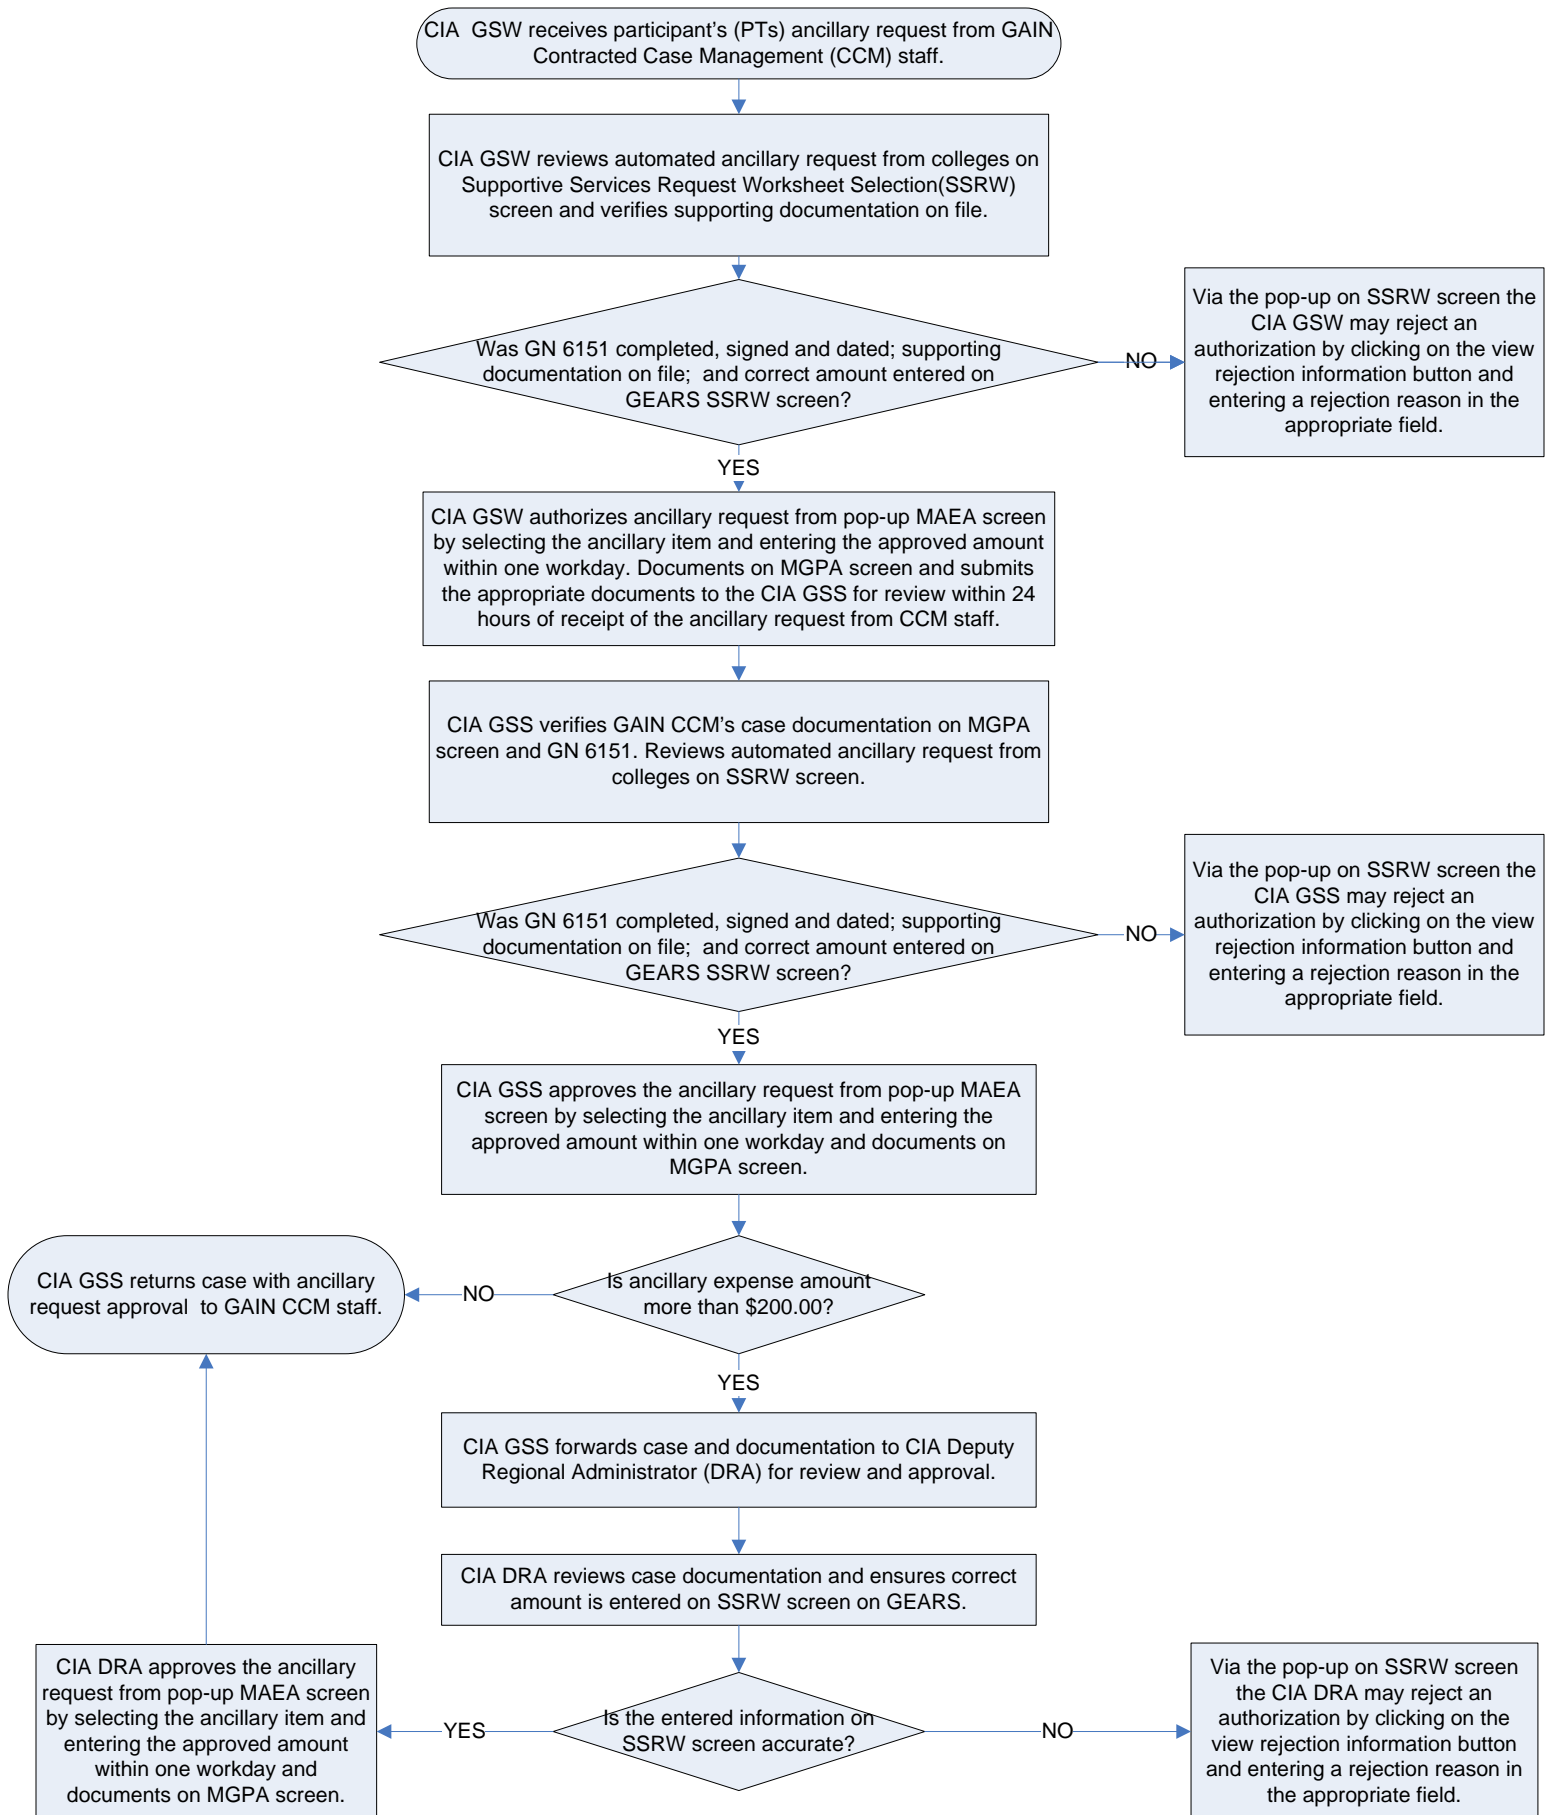 CIA  GSW receives participant's (PTs) ancillary request from GAIN
Contracted Case Management (CCM) staff.
CIA GSW reviews automated ancillary request from colleges on
Supportive Services Request Worksheet Selection(SSRW)
screen and verifies supporting documentation on file.
Was GN 6151 completed, signed and dated; supporting
documentation on file;  and correct amount entered on
GEARS SSRW screen?
NO
Via the pop-up on SSRW screen the
CIA GSW may reject an
authorization by clicking on the view
rejection information button and
entering a rejection reason in the
appropriate field.
YES
CIA GSW authorizes ancillary request from pop-up MAEA screen
by selecting the ancillary item and entering the approved amount
within one workday. Documents on MGPA screen and submits
the appropriate documents to the CIA GSS for review within 24
hours of receipt of the ancillary request from CCM staff.
CIA GSS verifies GAIN CCM's case documentation on MGPA
screen and GN 6151. Reviews automated ancillary request from
colleges on SSRW screen.
Was GN 6151 completed, signed and dated; supporting
documentation on file;  and correct amount entered on
GEARS SSRW screen?
NO
Via the pop-up on SSRW screen the
CIA GSS may reject an
authorization by clicking on the view
rejection information button and
entering a rejection reason in the
appropriate field.
YES
CIA GSS approves the ancillary request from pop-up MAEA
screen by selecting the ancillary item and entering the
approved amount within one workday and documents on
MGPA screen.
Is ancillary expense amount
more than $200.00?
NO
CIA GSS returns case with ancillary
request approval  to GAIN CCM staff.
YES
CIA GSS forwards case and documentation to CIA Deputy
Regional Administrator (DRA) for review and approval.
CIA DRA reviews case documentation and ensures correct
amount is entered on SSRW screen on GEARS.
Is the entered information on
SSRW screen accurate?
YES
CIA DRA approves the ancillary
request from pop-up MAEA screen
by selecting the ancillary item and
entering the approved amount
within one workday and
documents on MGPA screen.
NO
Via the pop-up on SSRW screen
the CIA DRA may reject an
authorization by clicking on the
view rejection information button
and entering a rejection reason in
the appropriate field.